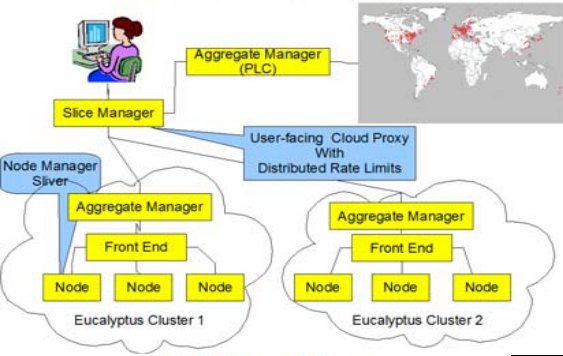 Aggregate Manager
(PLC)
Slice Manager
User-facing Cloud Proxy
With
Distributed Rate Limits
Node Manager
Sliver
Aggregate Manager
Front End
Node
Node
Node
Eucalyptus Cluster 1
Aggregate Manager
Front End
Node
Node
Node
Eucalyptus Cluster 2